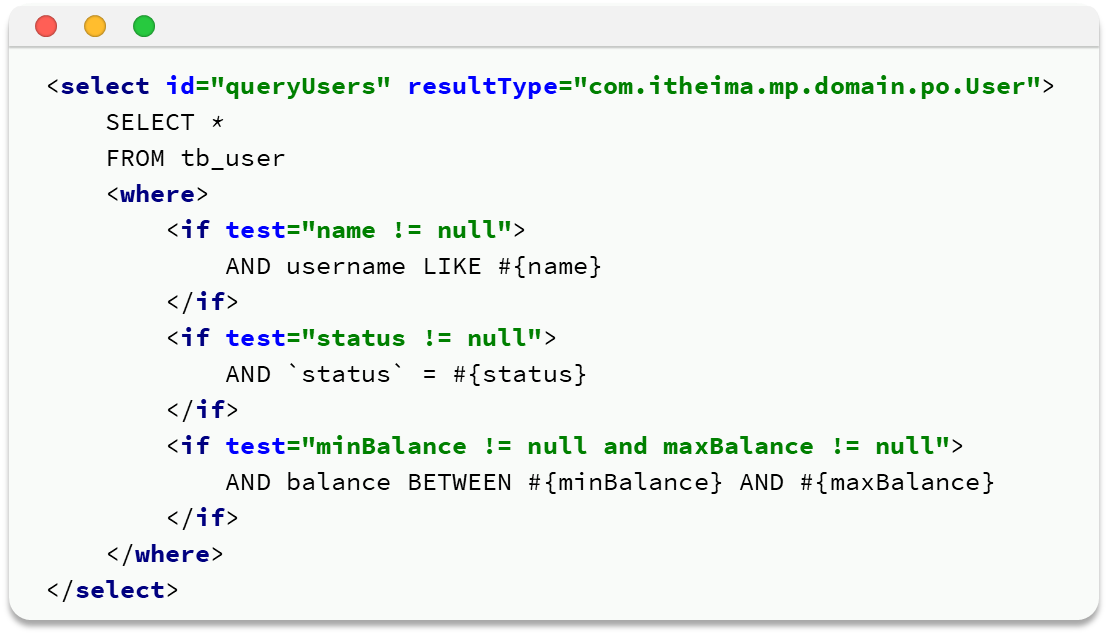 <select id="queryUsers" resultType="com.itheima.mp.domain.po.User">
    SELECT *
    FROM tb_user
    <where>
        <if test="name != null">
            AND username LIKE #{name}
        </if>
        <if test="status != null">
            AND `status` = #{status}
        </if>
        <if test="minBalance != null and maxBalance != null">
            AND balance BETWEEN #{minBalance} AND #{maxBalance}
        </if>
    </where>
</select>